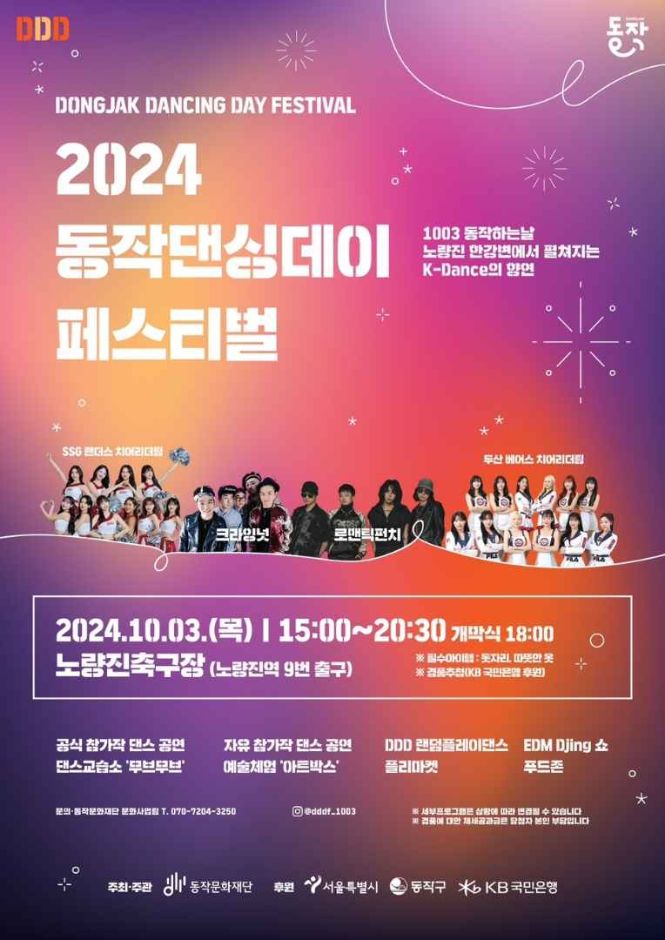 DDD
동작
DONGJAK DANCING DAY FESTIVAL
2024
동작댄싱데이
페스티벌
1003 동작하는날
노량진 한강변에서 펼쳐지는
K-Dance의 향연
SSG 랜더스 치어리더팀
두산 베어스 치어리더팀
크라잉넛
로맨틱펀치
2024.10.03.(목) | 15:00~20:30 개막식 18:00
노량진축구장 (노량진역 9번 출구)
※ 필수아이템 : 돗자리, 따뜻한 옷
※ 경품추첨(KB 국민은행 후원)
공식 참가작 댄스 공연
댄스교습소 '무브무브'
자유 참가작 댄스 공연
예술체험 '아트박스'
DDD 랜덤플레이댄스
플리마켓
EDM Djing 쇼
푸드존
문의·동작문화재단 문화사업팀 T. 070-7204-3250
@dddf_1003
※ 세부프로그램은 상황에 따라 변경될 수 있습니다
※ 경품에 대한 제세공과금은 당첨자 본인 부담입니다
주최·주관 동작문화재단 후원 서울특별시 동작구 KB국민은행